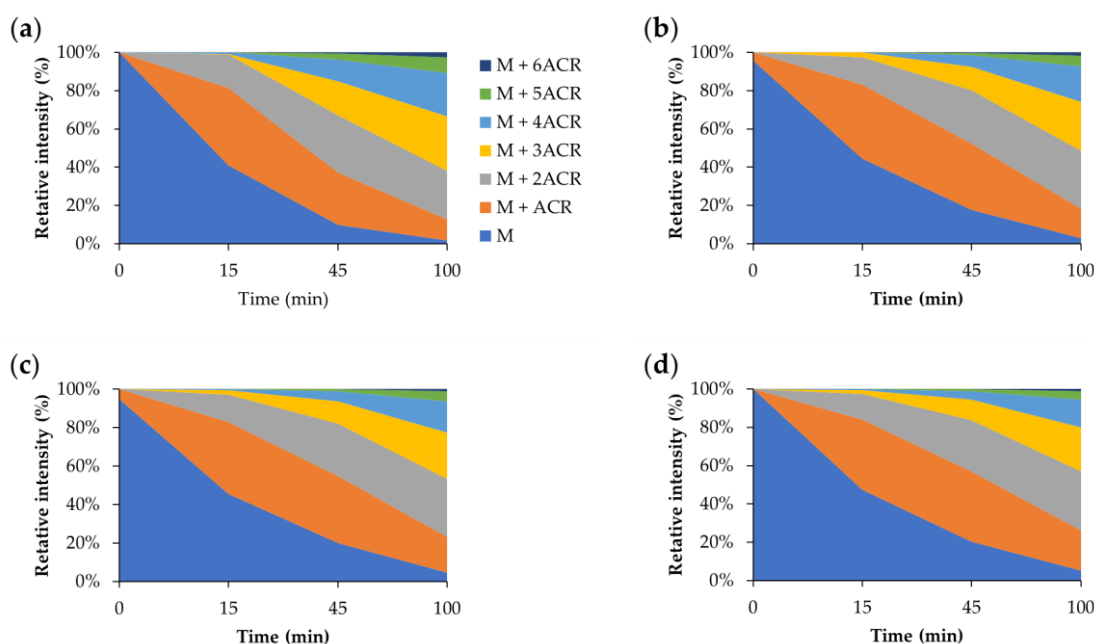 (a)
Retative intensity (%)
100%
80%
60%
40%
20%
0%
0 15 45 100
Time (min)
M + 6ACR
M + 5ACR
M + 4ACR
M + 3ACR
M + 2ACR
M + ACR
M
(b)
Retative intensity (%)
100%
80%
60%
40%
20%
0%
0 15 45 100
Time (min)
(c)
Retative intensity (%)
100%
80%
60%
40%
20%
0%
0 15 45 100
Time (min)
(d)
Retative intensity (%)
100%
80%
60%
40%
20%
0%
0 15 45 100
Time (min)